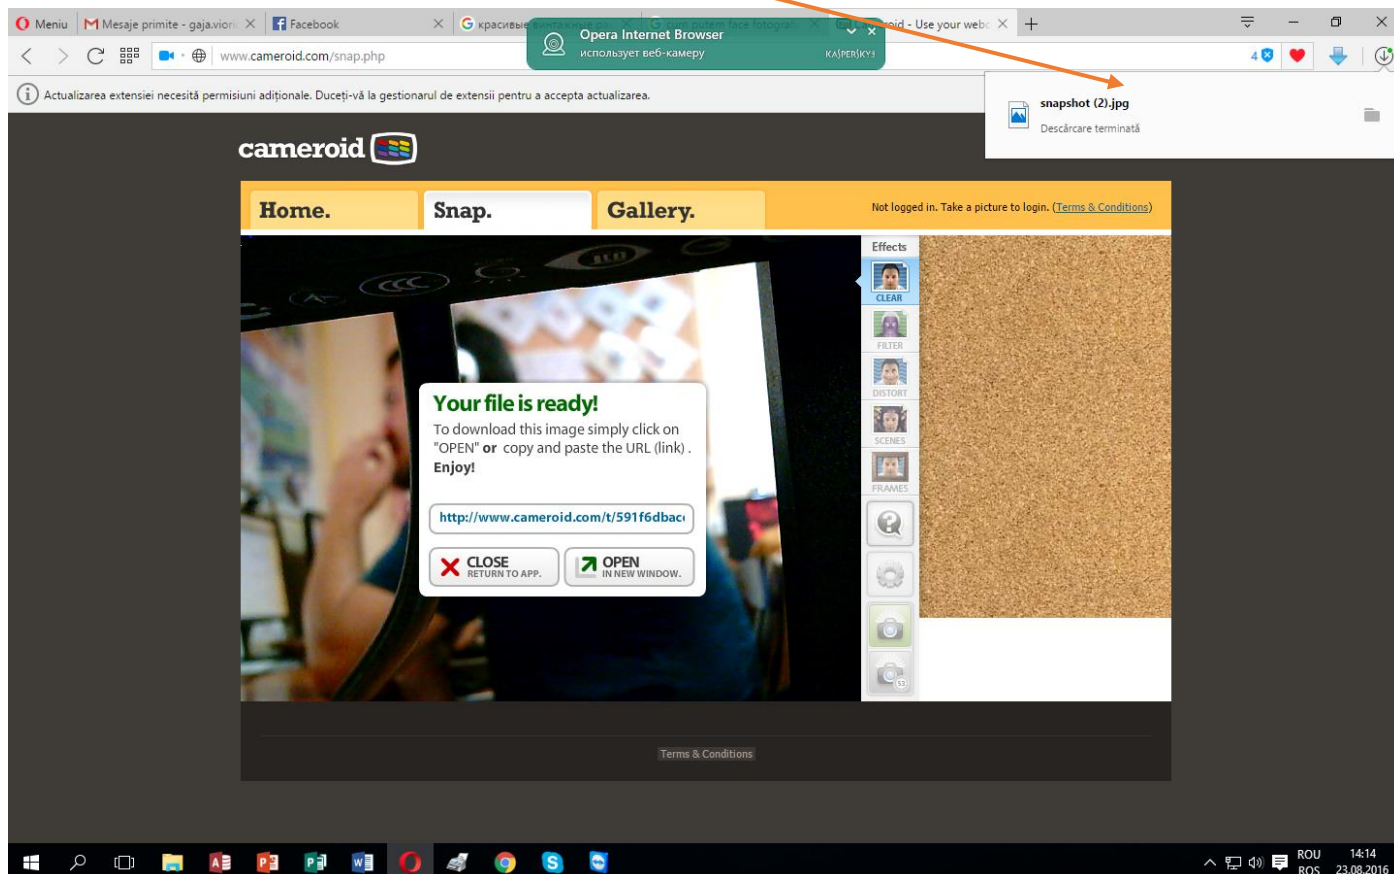 Meniu
Mesaje primite - gaja.viori
Facebook
Opera Internet Browser
использует веб-камеру
KASPERSKY
- Use your webc
www.cameroid.com/snap.php
4
Actualizarea extensiei necesită permisiuni adiționale. Duceți-vă la gestionarul de extensii pentru a accepta actualizarea.
snapshot (2).jpg
Descărcare terminată
cameroid
Home.
Snap.
Gallery.
Not logged in. Take a picture to login. (Terms & Conditions)
Effects
CLEAR
FILTER
DISTORT
SCENES
FRAMES
Your file is ready!
To download this image simply click on
"OPEN" or copy and paste the URL (link) .
Enjoy!
http://www.cameroid.com/t/591f6dbac
CLOSE
RETURN TO APP.
OPEN
IN NEW WINDOW.
Terms & Conditions
ROU
ROS
14:14
23.08.2016